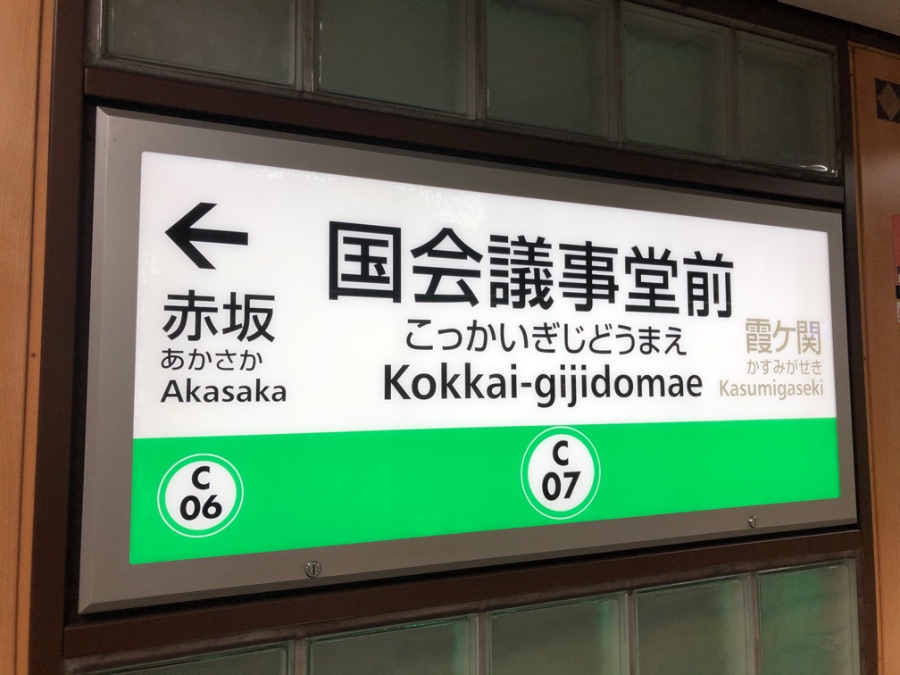 ←
赤坂
あかさか
Akasaka
国会議事堂前
こっかいぎじどうまえ
Kokkai-gijidomae
霞ケ関
かすみがせき
Kasumigaseki
C
06
C
07